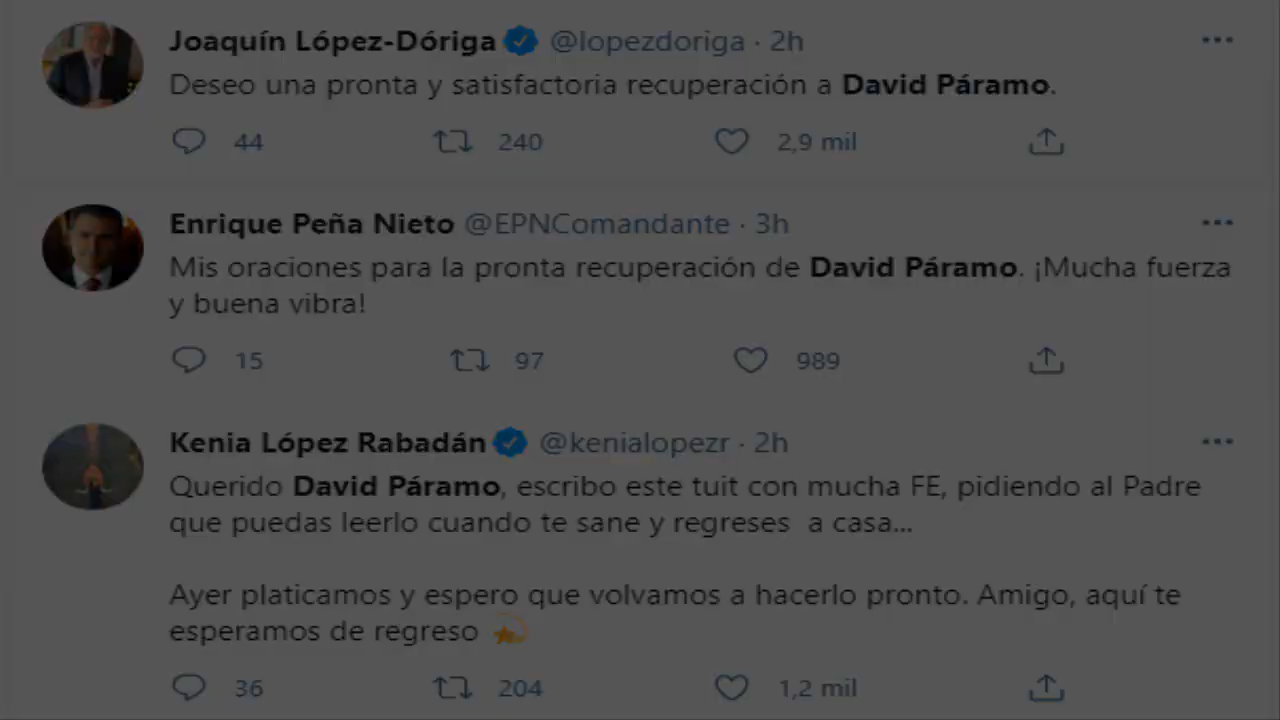 Joaquín López-Dóriga @lopezdoriga · 2h
Deseo una pronta y satisfactoria recuperación a David Páramo.
44 240 2,9 mil
Enrique Peña Nieto @EPNComandante · 3h
Mis oraciones para la pronta recuperación de David Páramo. ¡Mucha fuerza
y buena vibra!
15 97 989
Kenia López Rabadán @kenialopezr · 2h
Querido David Páramo, escribo este tuit con mucha FE, pidiendo al Padre
que puedas leerlo cuando te sane y regreses a casa...
Ayer platicamos y espero que volvamos a hacerlo pronto. Amigo, aquí te
esperamos de regreso 💫
36 204 1,2 mil